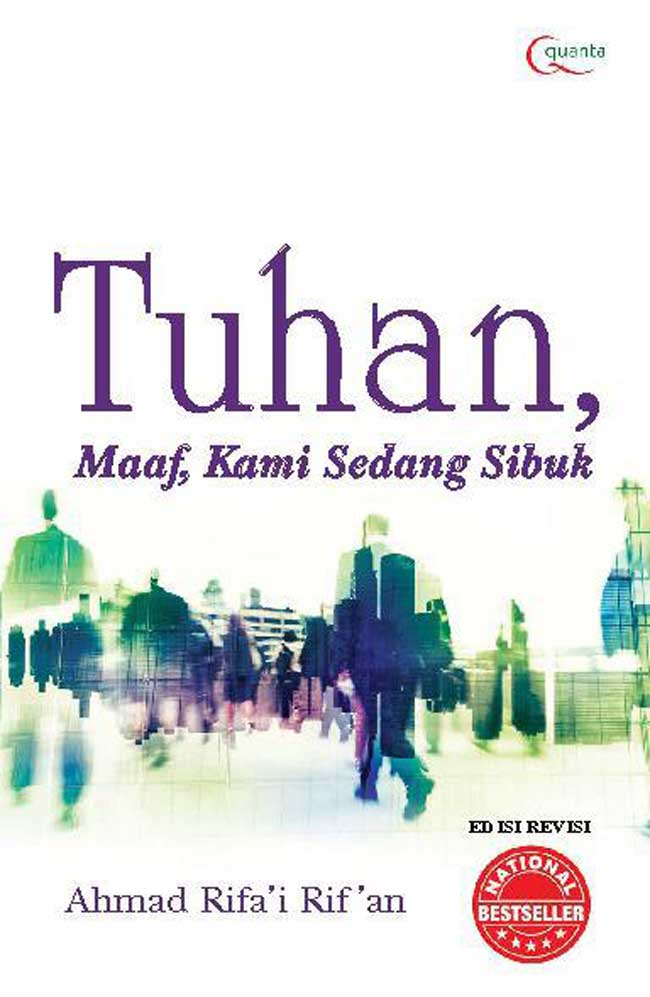 quanta
Tuhan,
Maaf, Kami Sedang Sibuk
EDISI REVISI
NATIONAL
BESTSELLER
Ahmad Rifa'i Rif'an